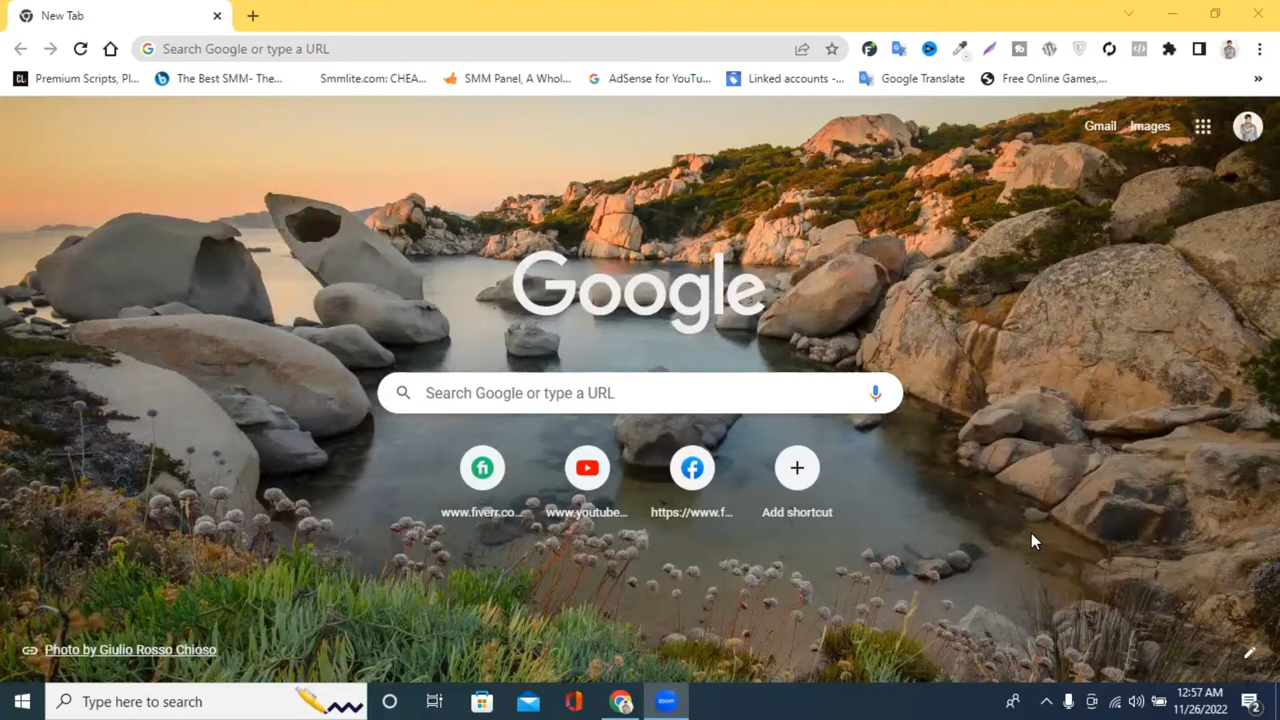 New Tab
Search Google or type a URL
Premium Scripts, Pl...
The Best SMM- The...
Smmlite.com: CHEA...
SMM Panel, A Whol...
AdSense for YouTu...
Linked accounts -...
Google Translate
Free Online Games,...
»
Gmail
Images
Google
Search Google or type a URL
www.fiverr.co...
www.youtube...
https://www.f...
Add shortcut
Photo by Giulio Rosso Chioso
Type here to search
zoom
12:57 AM
11/26/2022
2